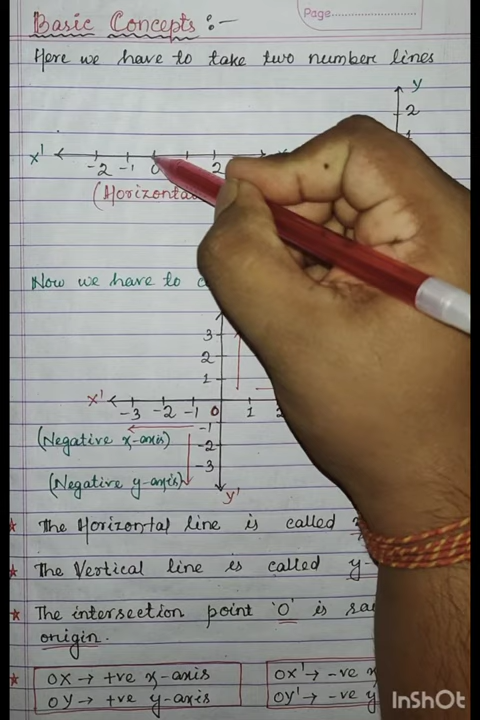 Page
Basic Concepts :-
Here we have to take two number lines
y
2
1
x' -2 -1 0 2
(Horizontal
Now we have to
3
2
1
x' -3 -2 -1 0 1 2
-1
(Negative x-axis)
-2
-3
(Negative y-axis)
y'
* The Horizontal line is called
* The Vertical line is called y-
* The intersection point 'O' is
origin.
* OX → +ve x-axis OX' → -ve x
OY → +ve y-axis OY' → -ve y
InShOt